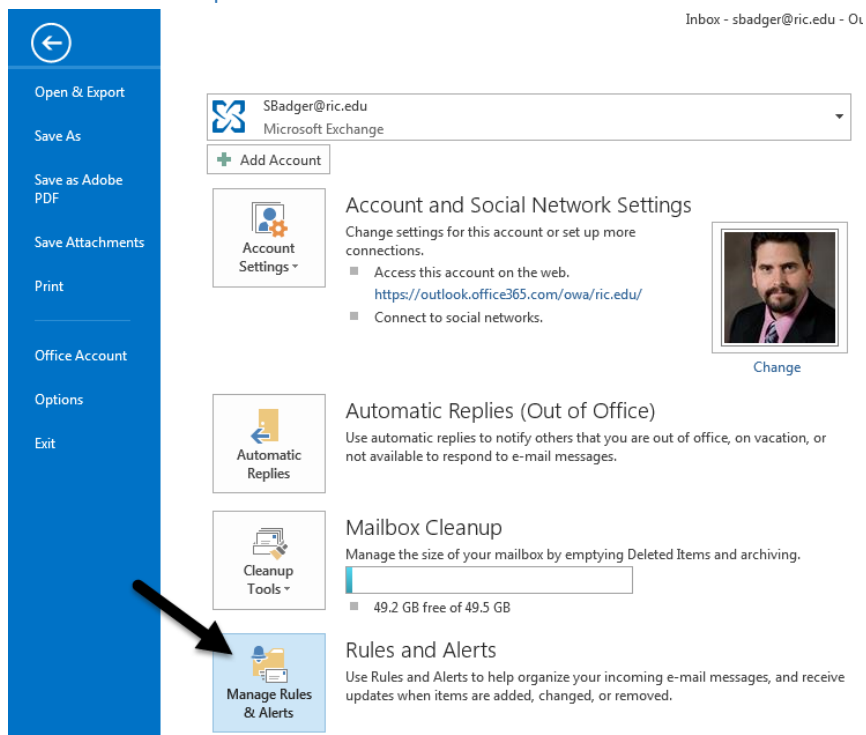 Inbox - sbadger@ric.edu - Ou
Open & Export
Save As
Save as Adobe
PDF
Save Attachments
Print
Office Account
Options
Exit
SBadger@ric.edu
Microsoft Exchange
Add Account
Account
Settings
Account and Social Network Settings
Change settings for this account or set up more
connections.
Access this account on the web.
https://outlook.office365.com/owa/ric.edu/
Connect to social networks.
Change
Automatic
Replies
Automatic Replies (Out of Office)
Use automatic replies to notify others that you are out of office, on vacation, or
not available to respond to e-mail messages.
Cleanup
Tools
Mailbox Cleanup
Manage the size of your mailbox by emptying Deleted Items and archiving.
49.2 GB free of 49.5 GB
Manage Rules
& Alerts
Rules and Alerts
Use Rules and Alerts to help organize your incoming e-mail messages, and receive
updates when items are added, changed, or removed.